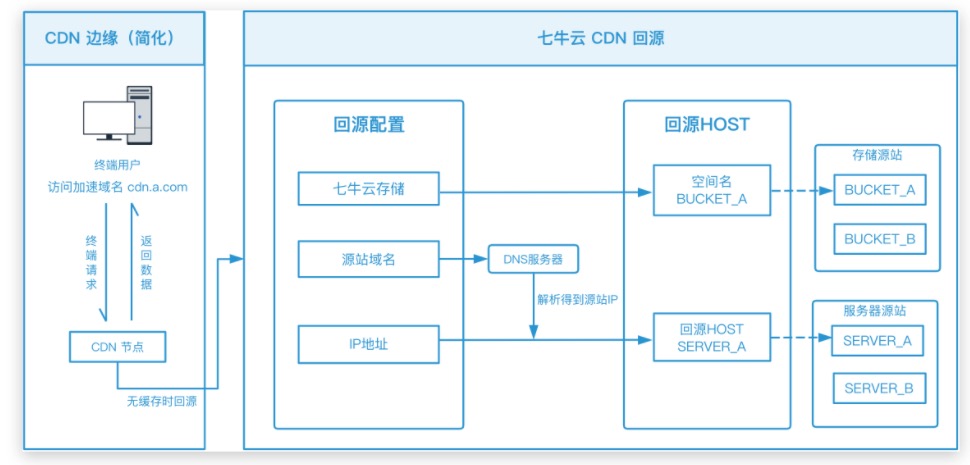 CDN 边缘（简化）
终端用户
访问加速域名 cdn.a.com
终端请求
返回数据
CDN 节点
无缓存时回源
七牛云 CDN 回源
回源配置
七牛云存储
源站域名
IP地址
DNS服务器
解析得到源站IP
回源HOST
空间名
BUCKET_A
回源HOST
SERVER_A
存储源站
BUCKET_A
BUCKET_B
服务器源站
SERVER_A
SERVER_B